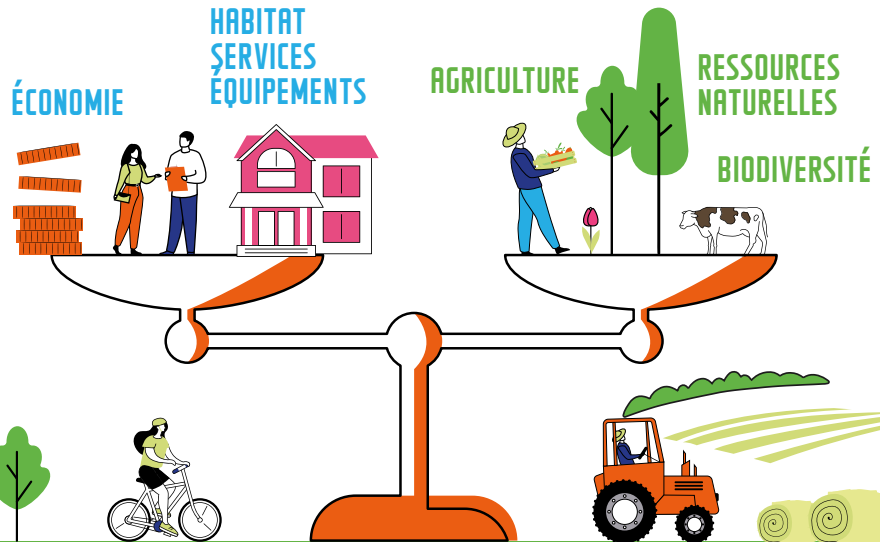 ÉCONOMIE
HABITAT
SERVICES
ÉQUIPEMENTS
AGRICULTURE
RESSOURCES
NATURELLES
BIODIVERSITÉ